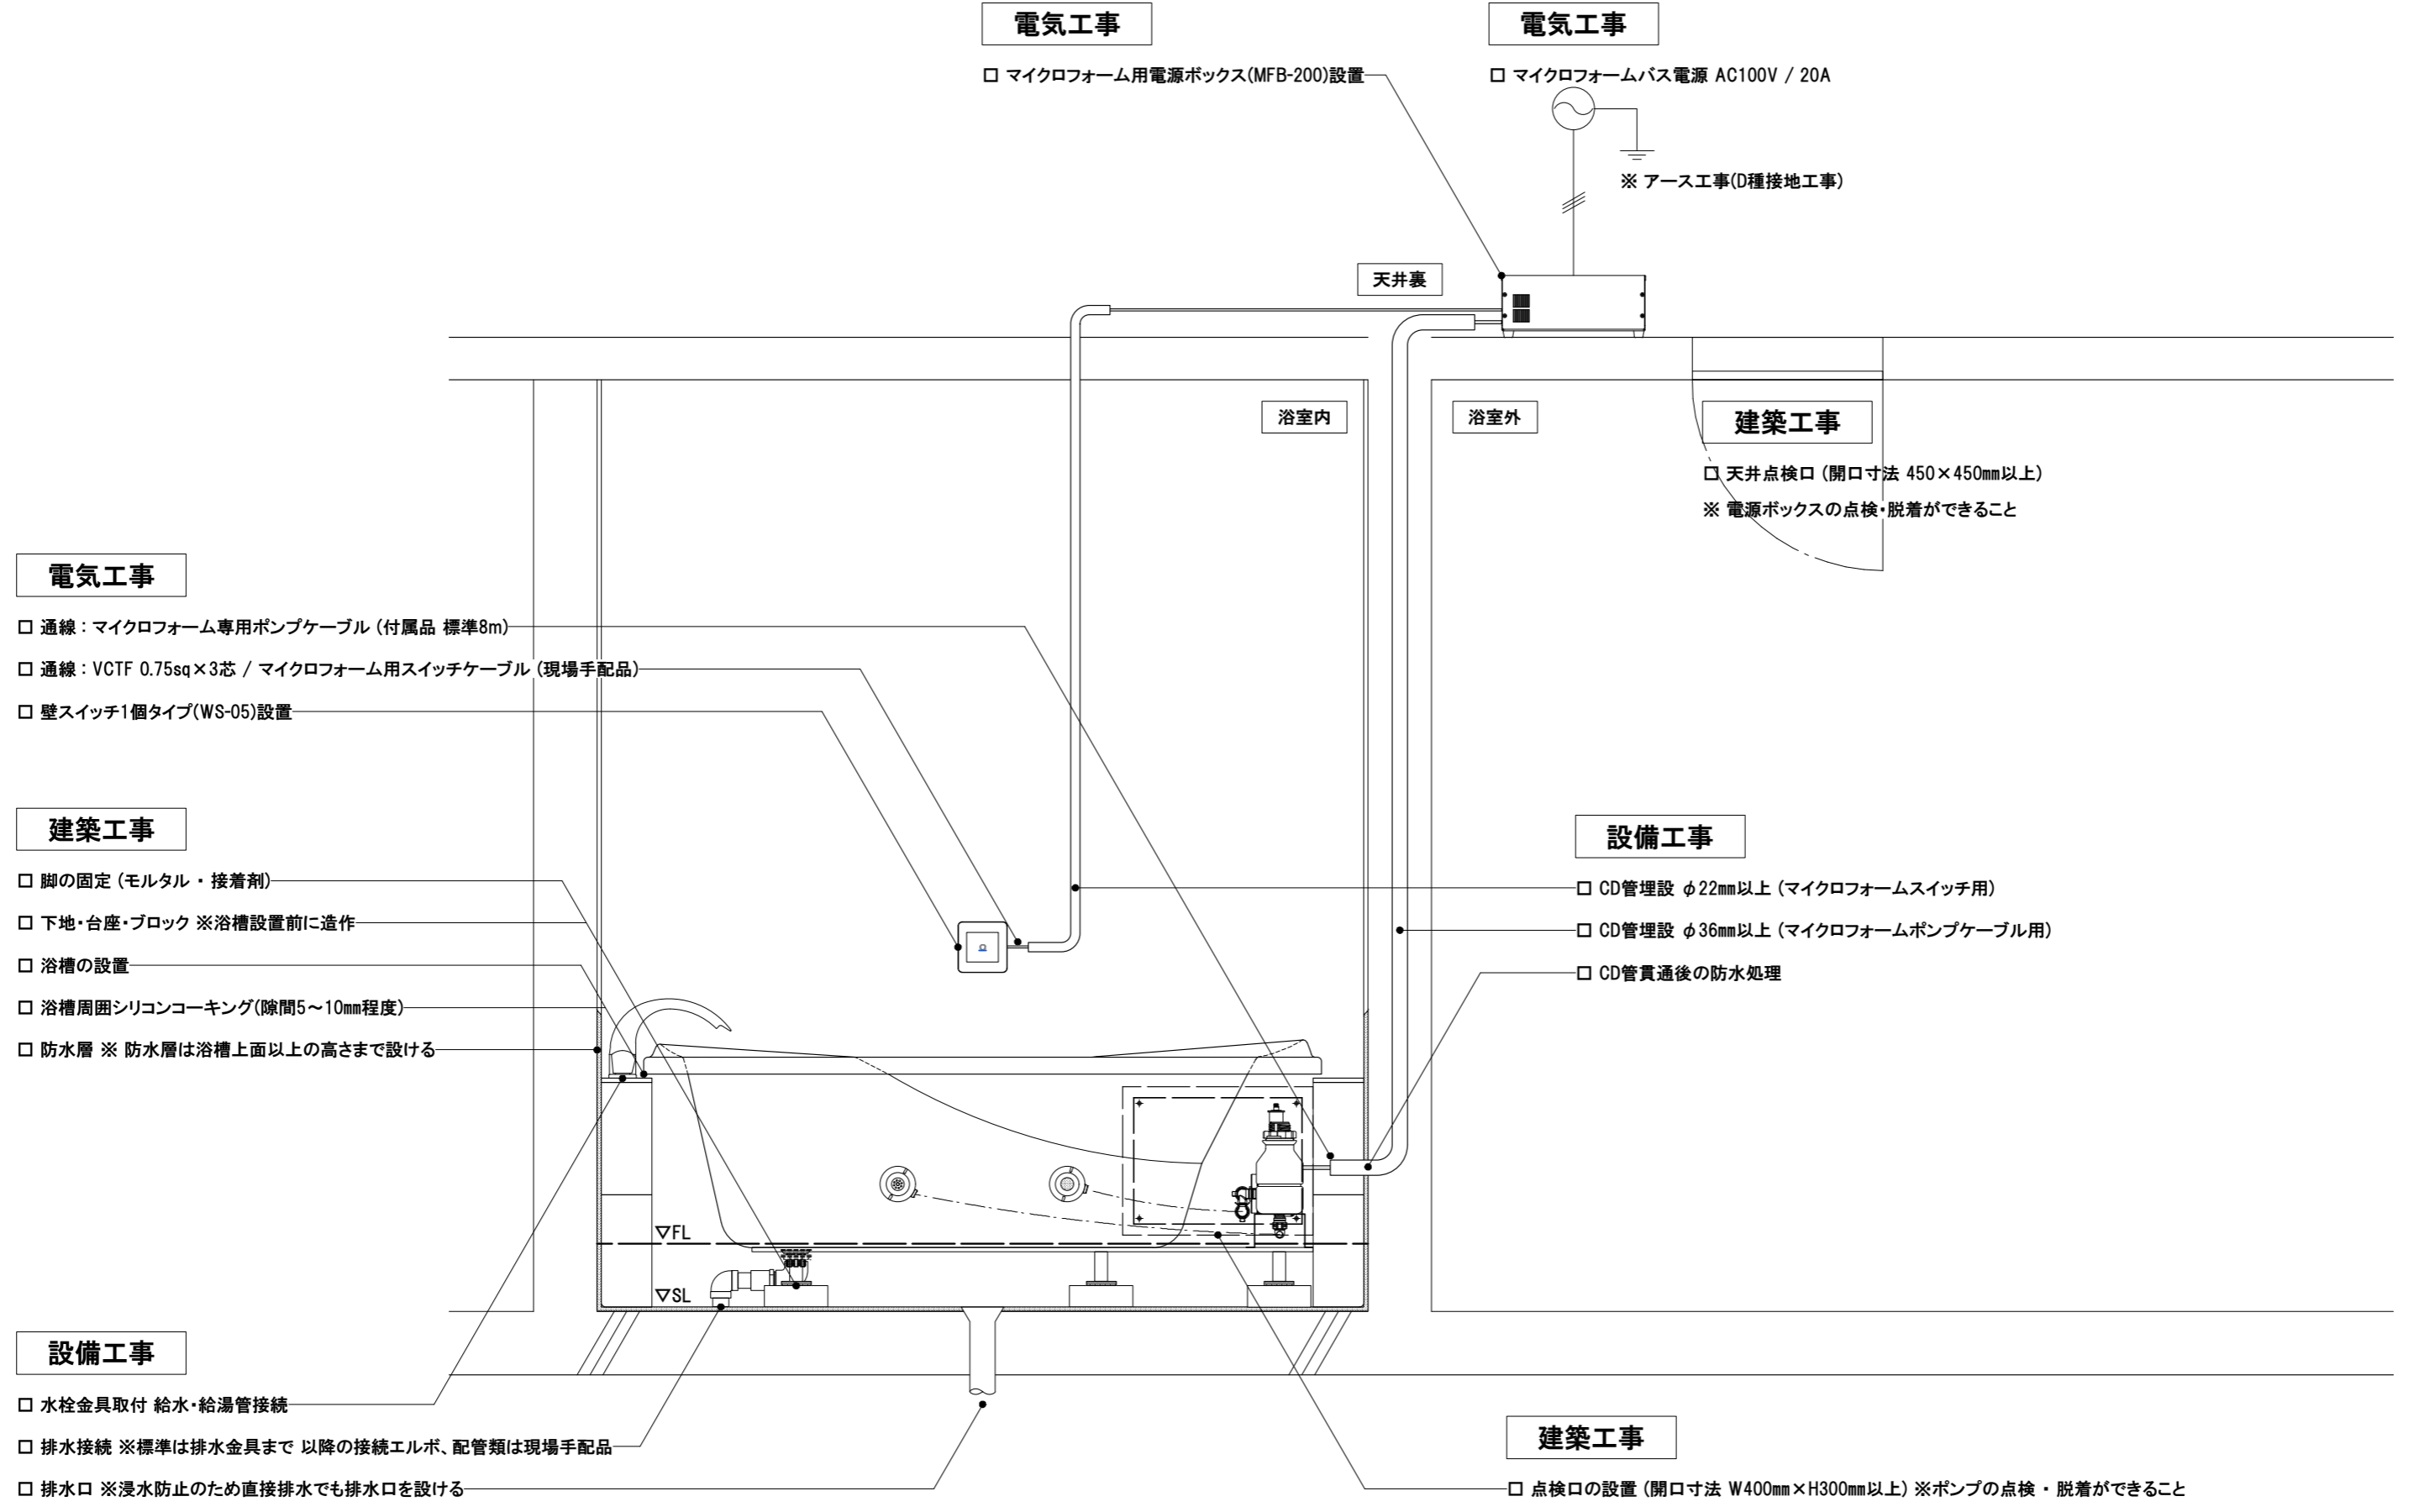 電気工事
□ マイクロフォーム用電源ボックス(MFB-200)設置
電気工事
□ マイクロフォームバス電源 AC100V / 20A
※ アース工事(D種接地工事)
天井裏
浴室内
浴室外
建築工事
□ 天井点検口 (開口寸法 450×450mm以上)
※ 電源ボックスの点検・脱着ができること
電気工事
□ 通線 : マイクロフォーム専用ポンプケーブル (付属品 標準8m)
□ 通線 : VCTF 0.75sq×3芯 / マイクロフォーム用スイッチケーブル (現場手配品)
□ 壁スイッチ1個タイプ(WS-05)設置
建築工事
□ 脚の固定 (モルタル ・ 接着剤)
□ 下地・台座・ブロック ※浴槽設置前に造作
□ 浴槽の設置
□ 浴槽周囲シリコンコーキング(隙間5～10mm程度)
□ 防水層 ※ 防水層は浴槽上面以上の高さまで設ける
設備工事
□ CD管埋設 φ22mm以上 (マイクロフォームスイッチ用)
□ CD管埋設 φ36mm以上 (マイクロフォームポンプケーブル用)
□ CD管貫通後の防水処理
▽FL
▽SL
設備工事
□ 水栓金具取付 給水・給湯管接続
□ 排水接続 ※標準は排水金具まで 以降の接続エルボ、配管類は現場手配品
□ 排水口 ※浸水防止のため直接排水でも排水口を設ける
建築工事
□ 点検口の設置 (開口寸法 W400mm×H300mm以上) ※ポンプの点検 ・ 脱着ができること